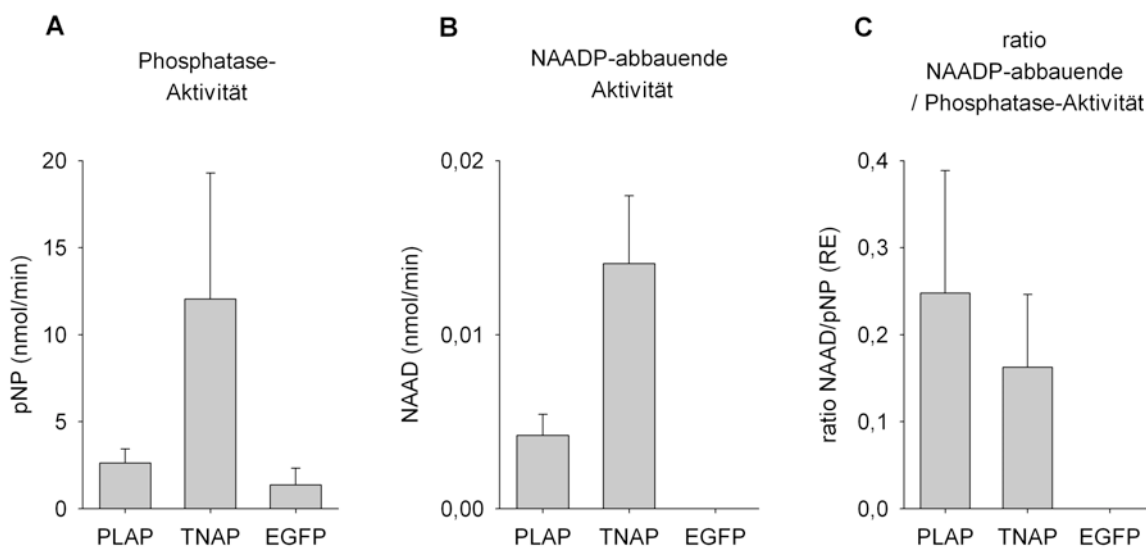 A
Phosphatase-
Aktivität
pNP (nmol/min)
20
15
10
5
0
PLAP TNAP EGFP
B
NAADP-abbauende
Aktivität
NAAD (nmol/min)
0,02
0,01
0,00
PLAP TNAP EGFP
C
ratio
NAADP-abbauende
/ Phosphatase-Aktivität
ratio NAAD/pNP (RE)
0,4
0,3
0,2
0,1
0,0
PLAP TNAP EGFP